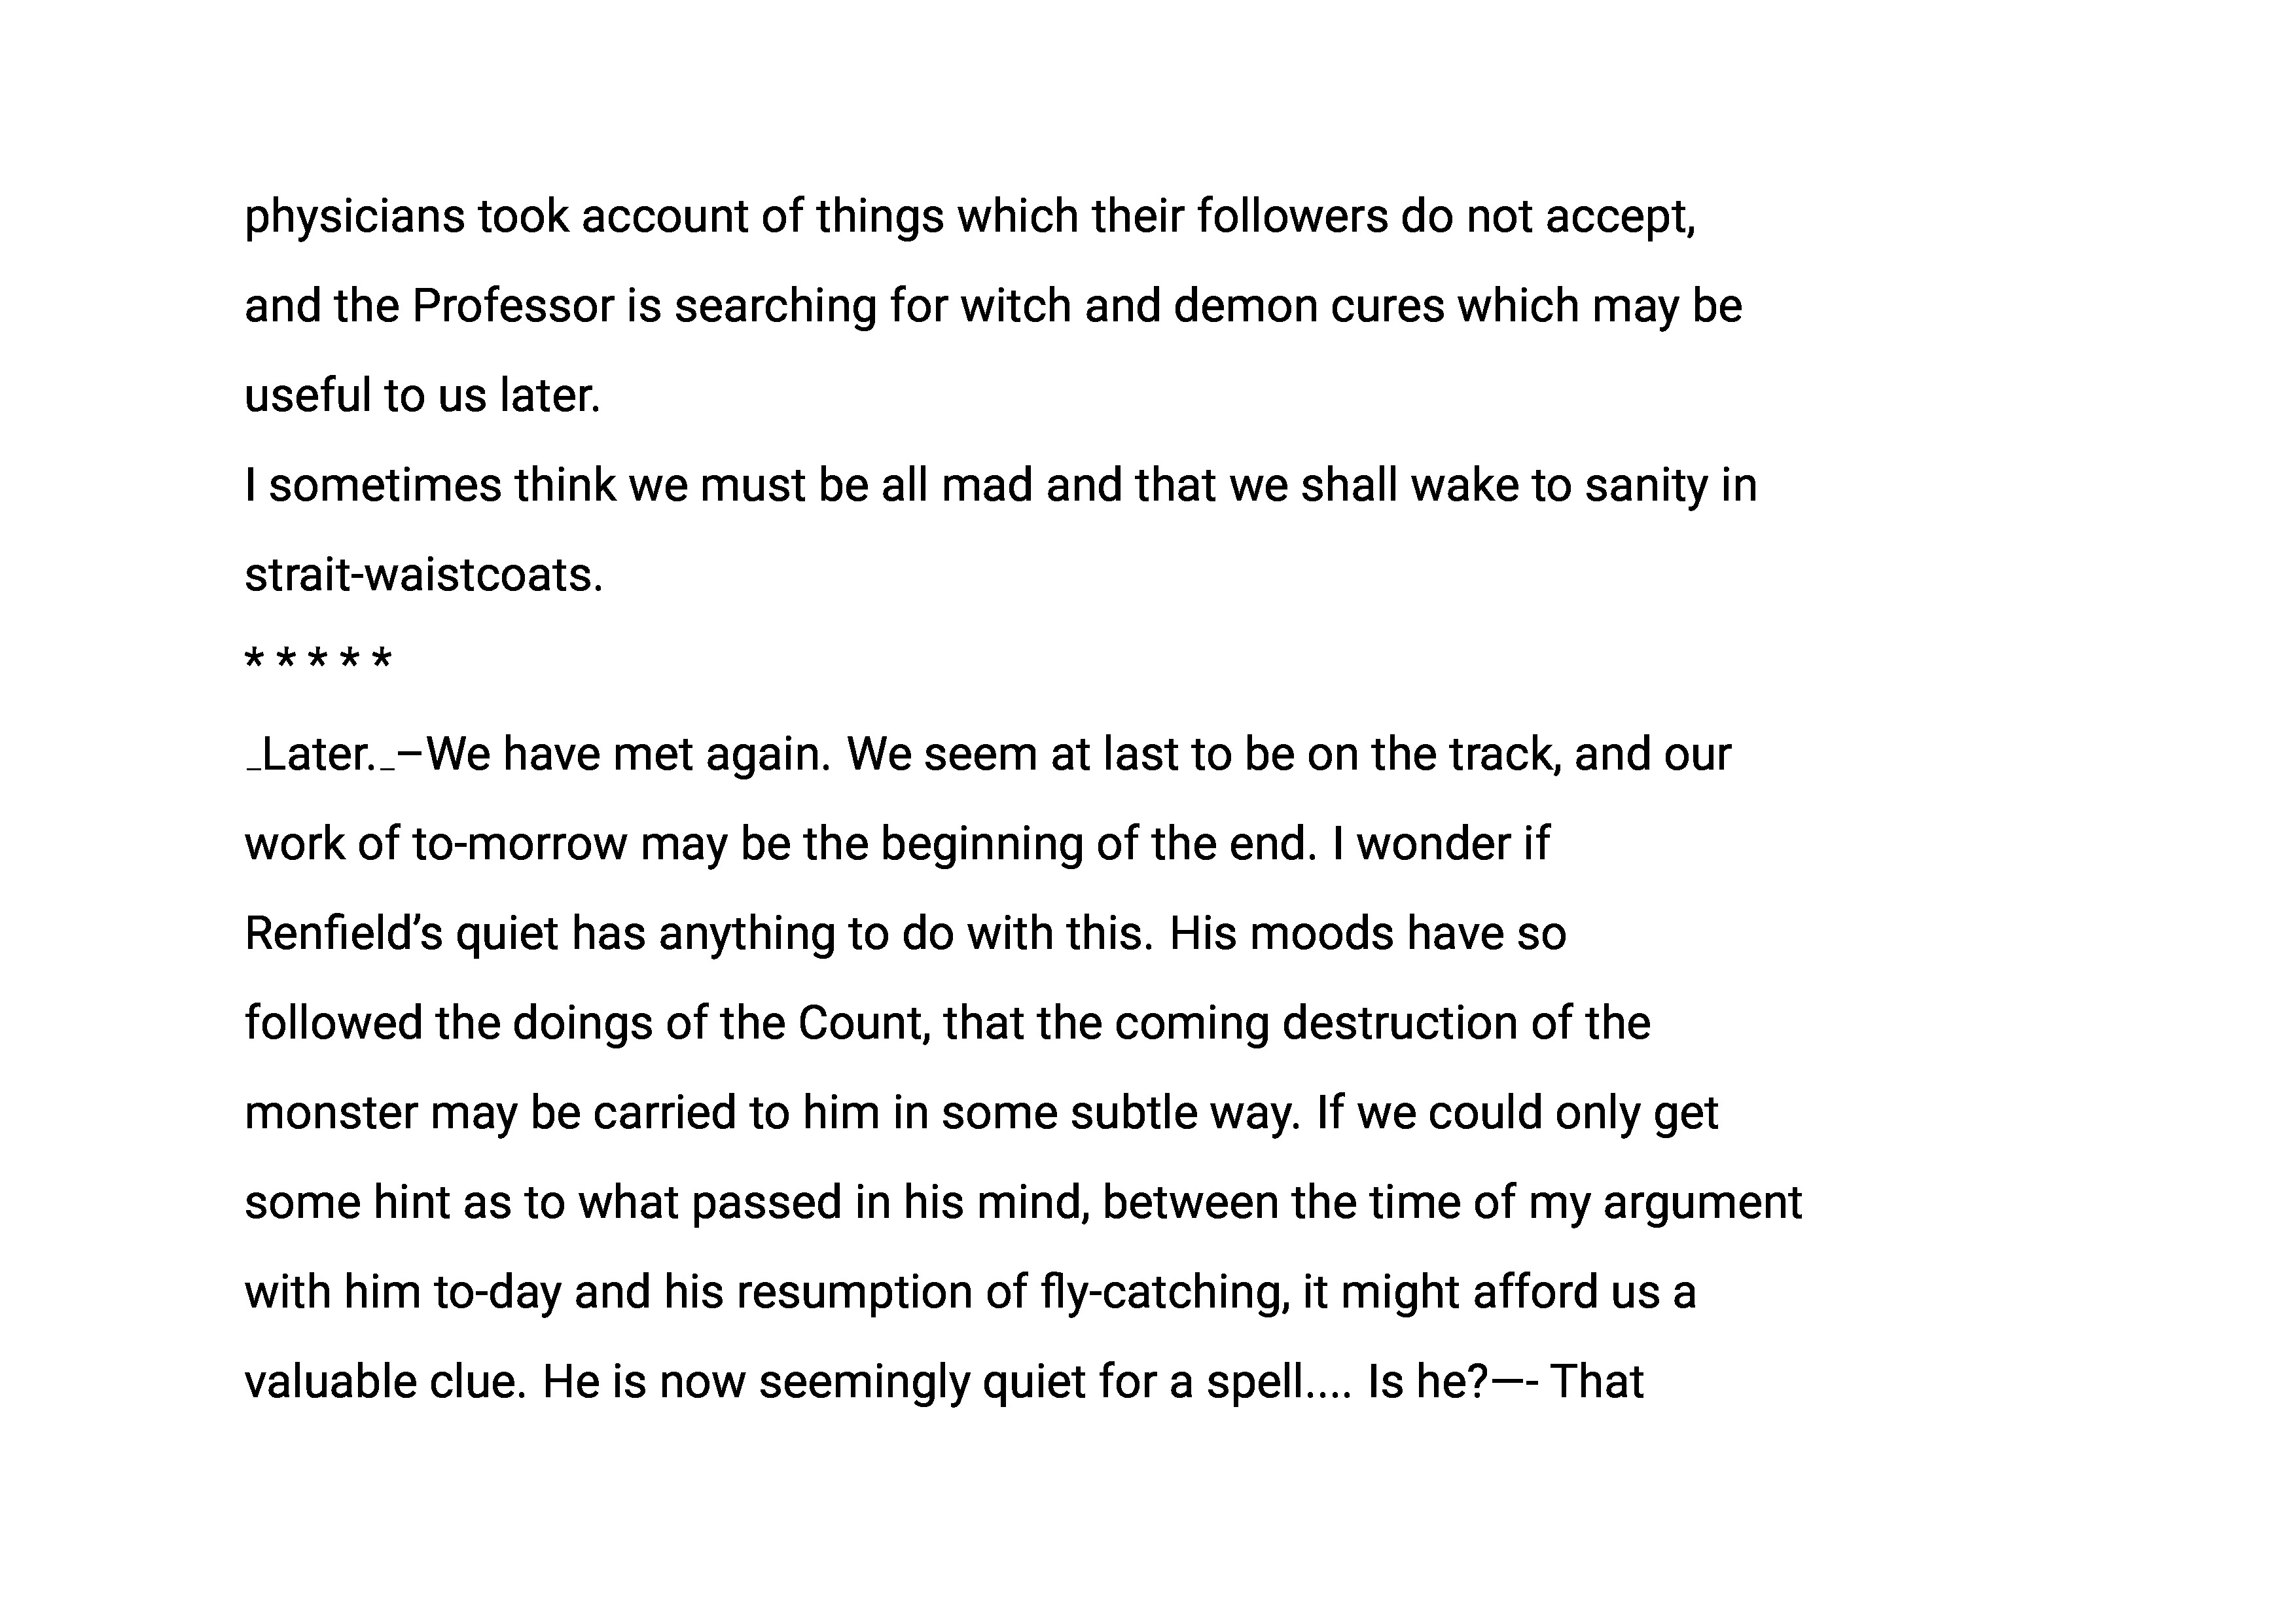 physicians took account of things which their followers do not accept,
and the Professor is searching for witch and demon cures which may be
useful to us later.
I sometimes think we must be all mad and that we shall wake to sanity in
strait-waistcoats.
* * * * *
_Later._–We have met again. We seem at last to be on the track, and our
work of to-morrow may be the beginning of the end. I wonder if
Renfield’s quiet has anything to do with this. His moods have so
followed the doings of the Count, that the coming destruction of the
monster may be carried to him in some subtle way. If we could only get
some hint as to what passed in his mind, between the time of my argument
with him to-day and his resumption of fly-catching, it might afford us a
valuable clue. He is now seemingly quiet for a spell.... Is he?—- That